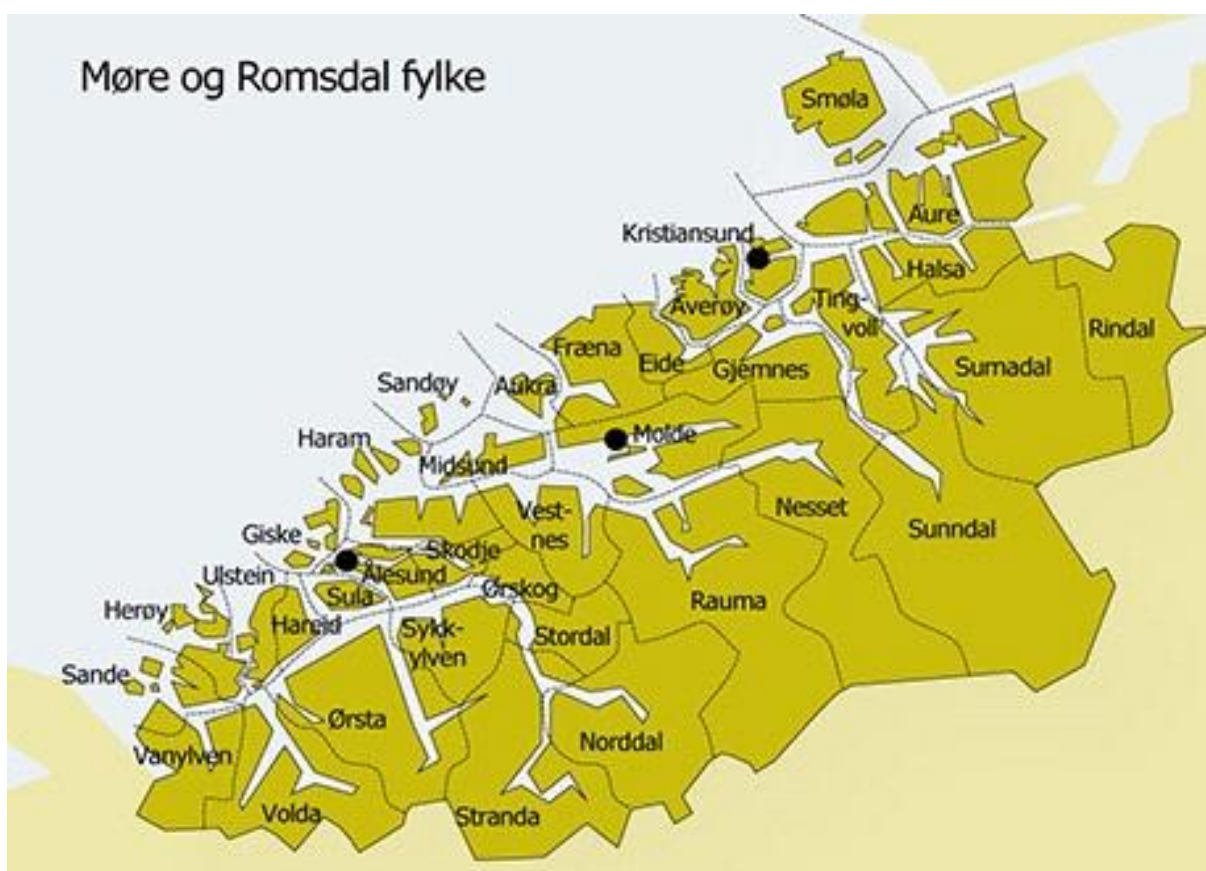 Møre og Romsdal fylke
Smøla
Aure
Kristiansund
Halsa
Averøy
Ting-
voll
Rindal
Fræna
Eide
Gjemnes
Surnadal
Sandøy
Aukra
Haram
Molde
Midsund
Nesset
Vest-
nes
Sunndal
Giske
Skodje
Ålesund
Ulstein
Sula
Ørskog
Rauma
Herøy
Hareid
Sykk-
ylven
Stordal
Sande
Ørsta
Norddal
Vanylven
Volda
Stranda